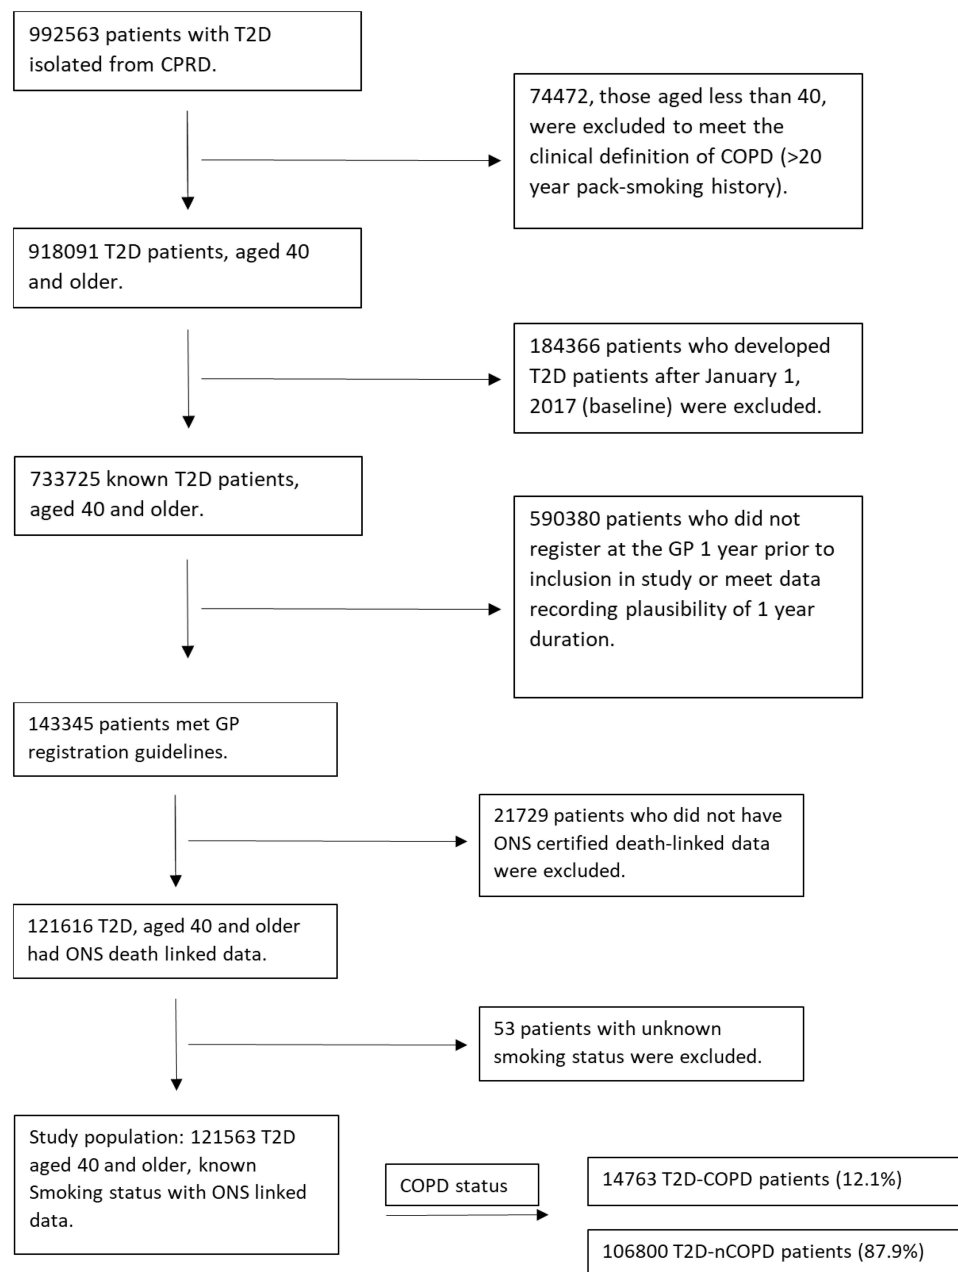 992563 patients with T2D
isolated from CPRD.
74472, those aged less than 40,
were excluded to meet the
clinical definition of COPD (>20
year pack-smoking history).
918091 T2D patients, aged 40
and older.
184366 patients who developed
T2D patients after January 1,
2017 (baseline) were excluded.
733725 known T2D patients,
aged 40 and older.
590380 patients who did not
register at the GP 1 year prior to
inclusion in study or meet data
recording plausibility of 1 year
duration.
143345 patients met GP
registration guidelines.
21729 patients who did not have
ONS certified death-linked data
were excluded.
121616 T2D, aged 40 and older
had ONS death linked data.
53 patients with unknown
smoking status were excluded.
Study population: 121563 T2D
aged 40 and older, known
Smoking status with ONS linked
data.
COPD status
14763 T2D-COPD patients (12.1%)
106800 T2D-nCOPD patients (87.9%)